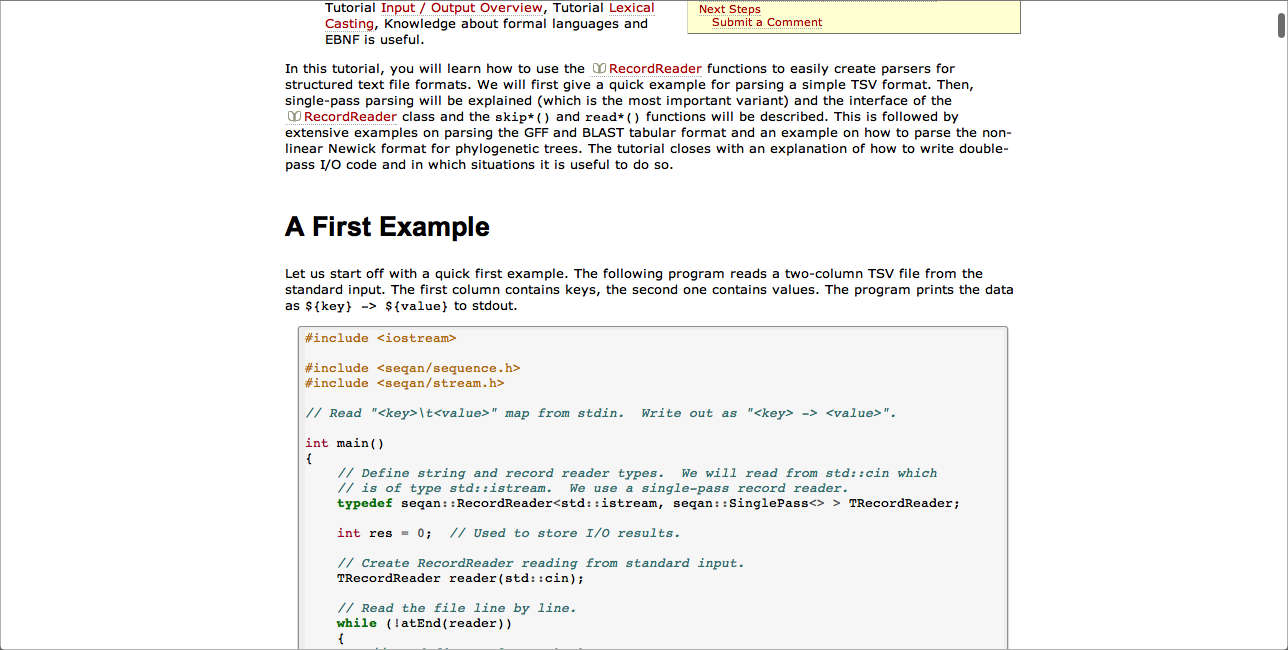 Tutorial Input / Output Overview, Tutorial Lexical
Casting, Knowledge about formal languages and
EBNF is useful.
Next Steps
Submit a Comment
In this tutorial, you will learn how to use the RecordReader functions to easily create parsers for
structured text file formats. We will first give a quick example for parsing a simple TSV format. Then,
single-pass parsing will be explained (which is the most important variant) and the interface of the
RecordReader class and the skip*() and read*() functions will be described. This is followed by
extensive examples on parsing the GFF and BLAST tabular format and an example on how to parse the non-
linear Newick format for phylogenetic trees. The tutorial closes with an explanation of how to write double-
pass I/O code and in which situations it is useful to do so.
A First Example
Let us start off with a quick first example. The following program reads a two-column TSV file from the
standard input. The first column contains keys, the second one contains values. The program prints the data
as ${key} -> ${value} to stdout.
#include <iostream>
#include <seqan/sequence.h>
#include <seqan/stream.h>
// Read "<key>\t<value>" map from stdin.  Write out as "<key> -> <value>".
int main()
{
    // Define string and record reader types.  We will read from std::cin which
    // is of type std::istream.  We use a single-pass record reader.
    typedef seqan::RecordReader<std::istream, seqan::SinglePass<> > TRecordReader;
    int res = 0;  // Used to store I/O results.
    // Create RecordReader reading from standard input.
    TRecordReader reader(std::cin);
    // Read the file line by line.
    while (!atEnd(reader))
    {